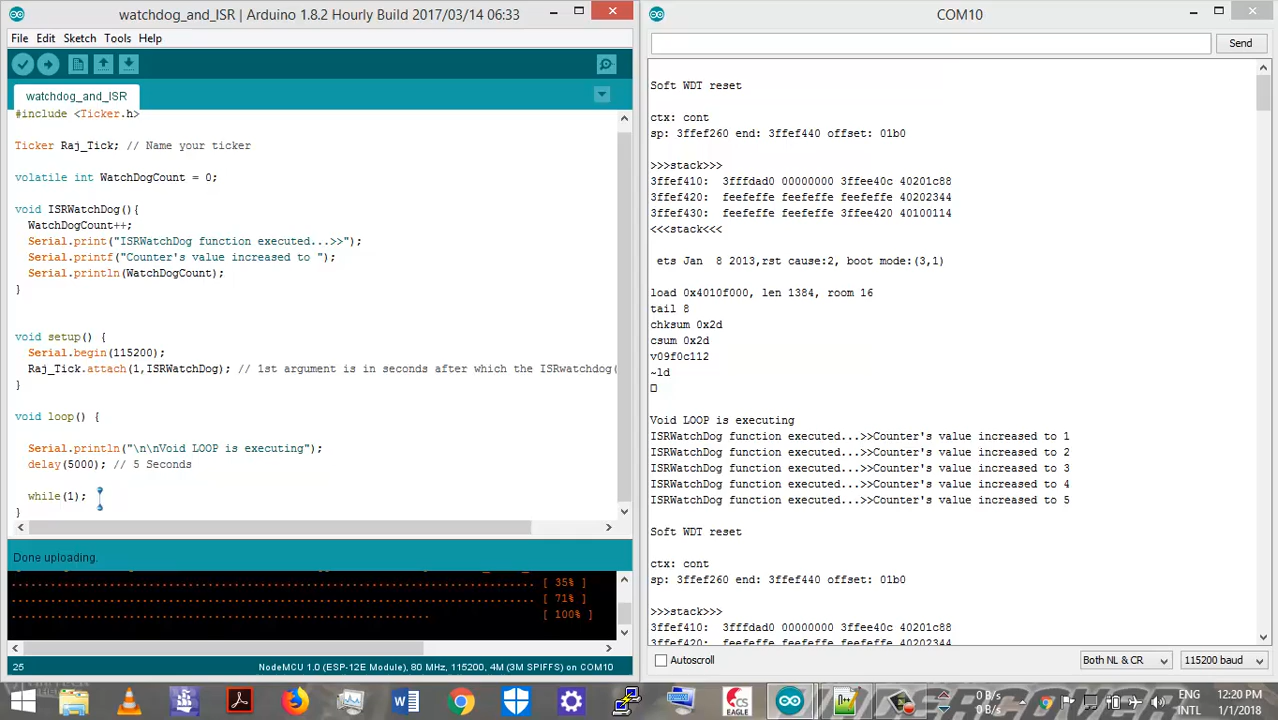 watchdog_and_ISR | Arduino 1.8.2 Hourly Build 2017/03/14 06:33
File Edit Sketch Tools Help
watchdog_and_ISR
#include <Ticker.h>
Ticker Raj_Tick; // Name your ticker
volatile int WatchDogCount = 0;
void ISRWatchDog(){
WatchDogCount++;
Serial.print("ISRWatchDog function executed...>>");
Serial.printf("Counter's value increased to ");
Serial.println(WatchDogCount);
}
void setup() {
Serial.begin(115200);
Raj_Tick.attach(1,ISRWatchDog); // 1st argument is in seconds after which the ISRwatchdog(
}
void loop() {
Serial.println("\n\nVoid LOOP is executing");
delay(5000); // 5 Seconds
while(1);
}
Done uploading.
................................................................................ [ 35% ]
................................................................................ [ 71% ]
................................................................ [ 100% ]
25
NodeMCU 1.0 (ESP-12E Module), 80 MHz, 115200, 4M (3M SPIFFS) on COM10
COM10
Send
Soft WDT reset
ctx: cont
sp: 3ffef260 end: 3ffef440 offset: 01b0
>>>stack>>>
3ffef410: 3fffdad0 00000000 3ffee40c 40201c88
3ffef420: feefeffe feefeffe feefeffe 40202344
3ffef430: feefeffe feefeffe 3ffee420 40100114
<<<stack<<<
ets Jan 8 2013,rst cause:2, boot mode:(3,1)
load 0x4010f000, len 1384, room 16
tail 8
chksum 0x2d
csum 0x2d
v09f0c112
~ld
Void LOOP is executing
ISRWatchDog function executed...>>Counter's value increased to 1
ISRWatchDog function executed...>>Counter's value increased to 2
ISRWatchDog function executed...>>Counter's value increased to 3
ISRWatchDog function executed...>>Counter's value increased to 4
ISRWatchDog function executed...>>Counter's value increased to 5
Soft WDT reset
ctx: cont
sp: 3ffef260 end: 3ffef440 offset: 01b0
>>>stack>>>
3ffef410: 3fffdad0 00000000 3ffee40c 40201c88
3ffef420: feefeffe feefeffe feefeffe 40202344
Autoscroll
Both NL & CR
115200 baud
EAGLE
0 B/s
0 B/s
ENG
INTL
12:20 PM
1/1/2018